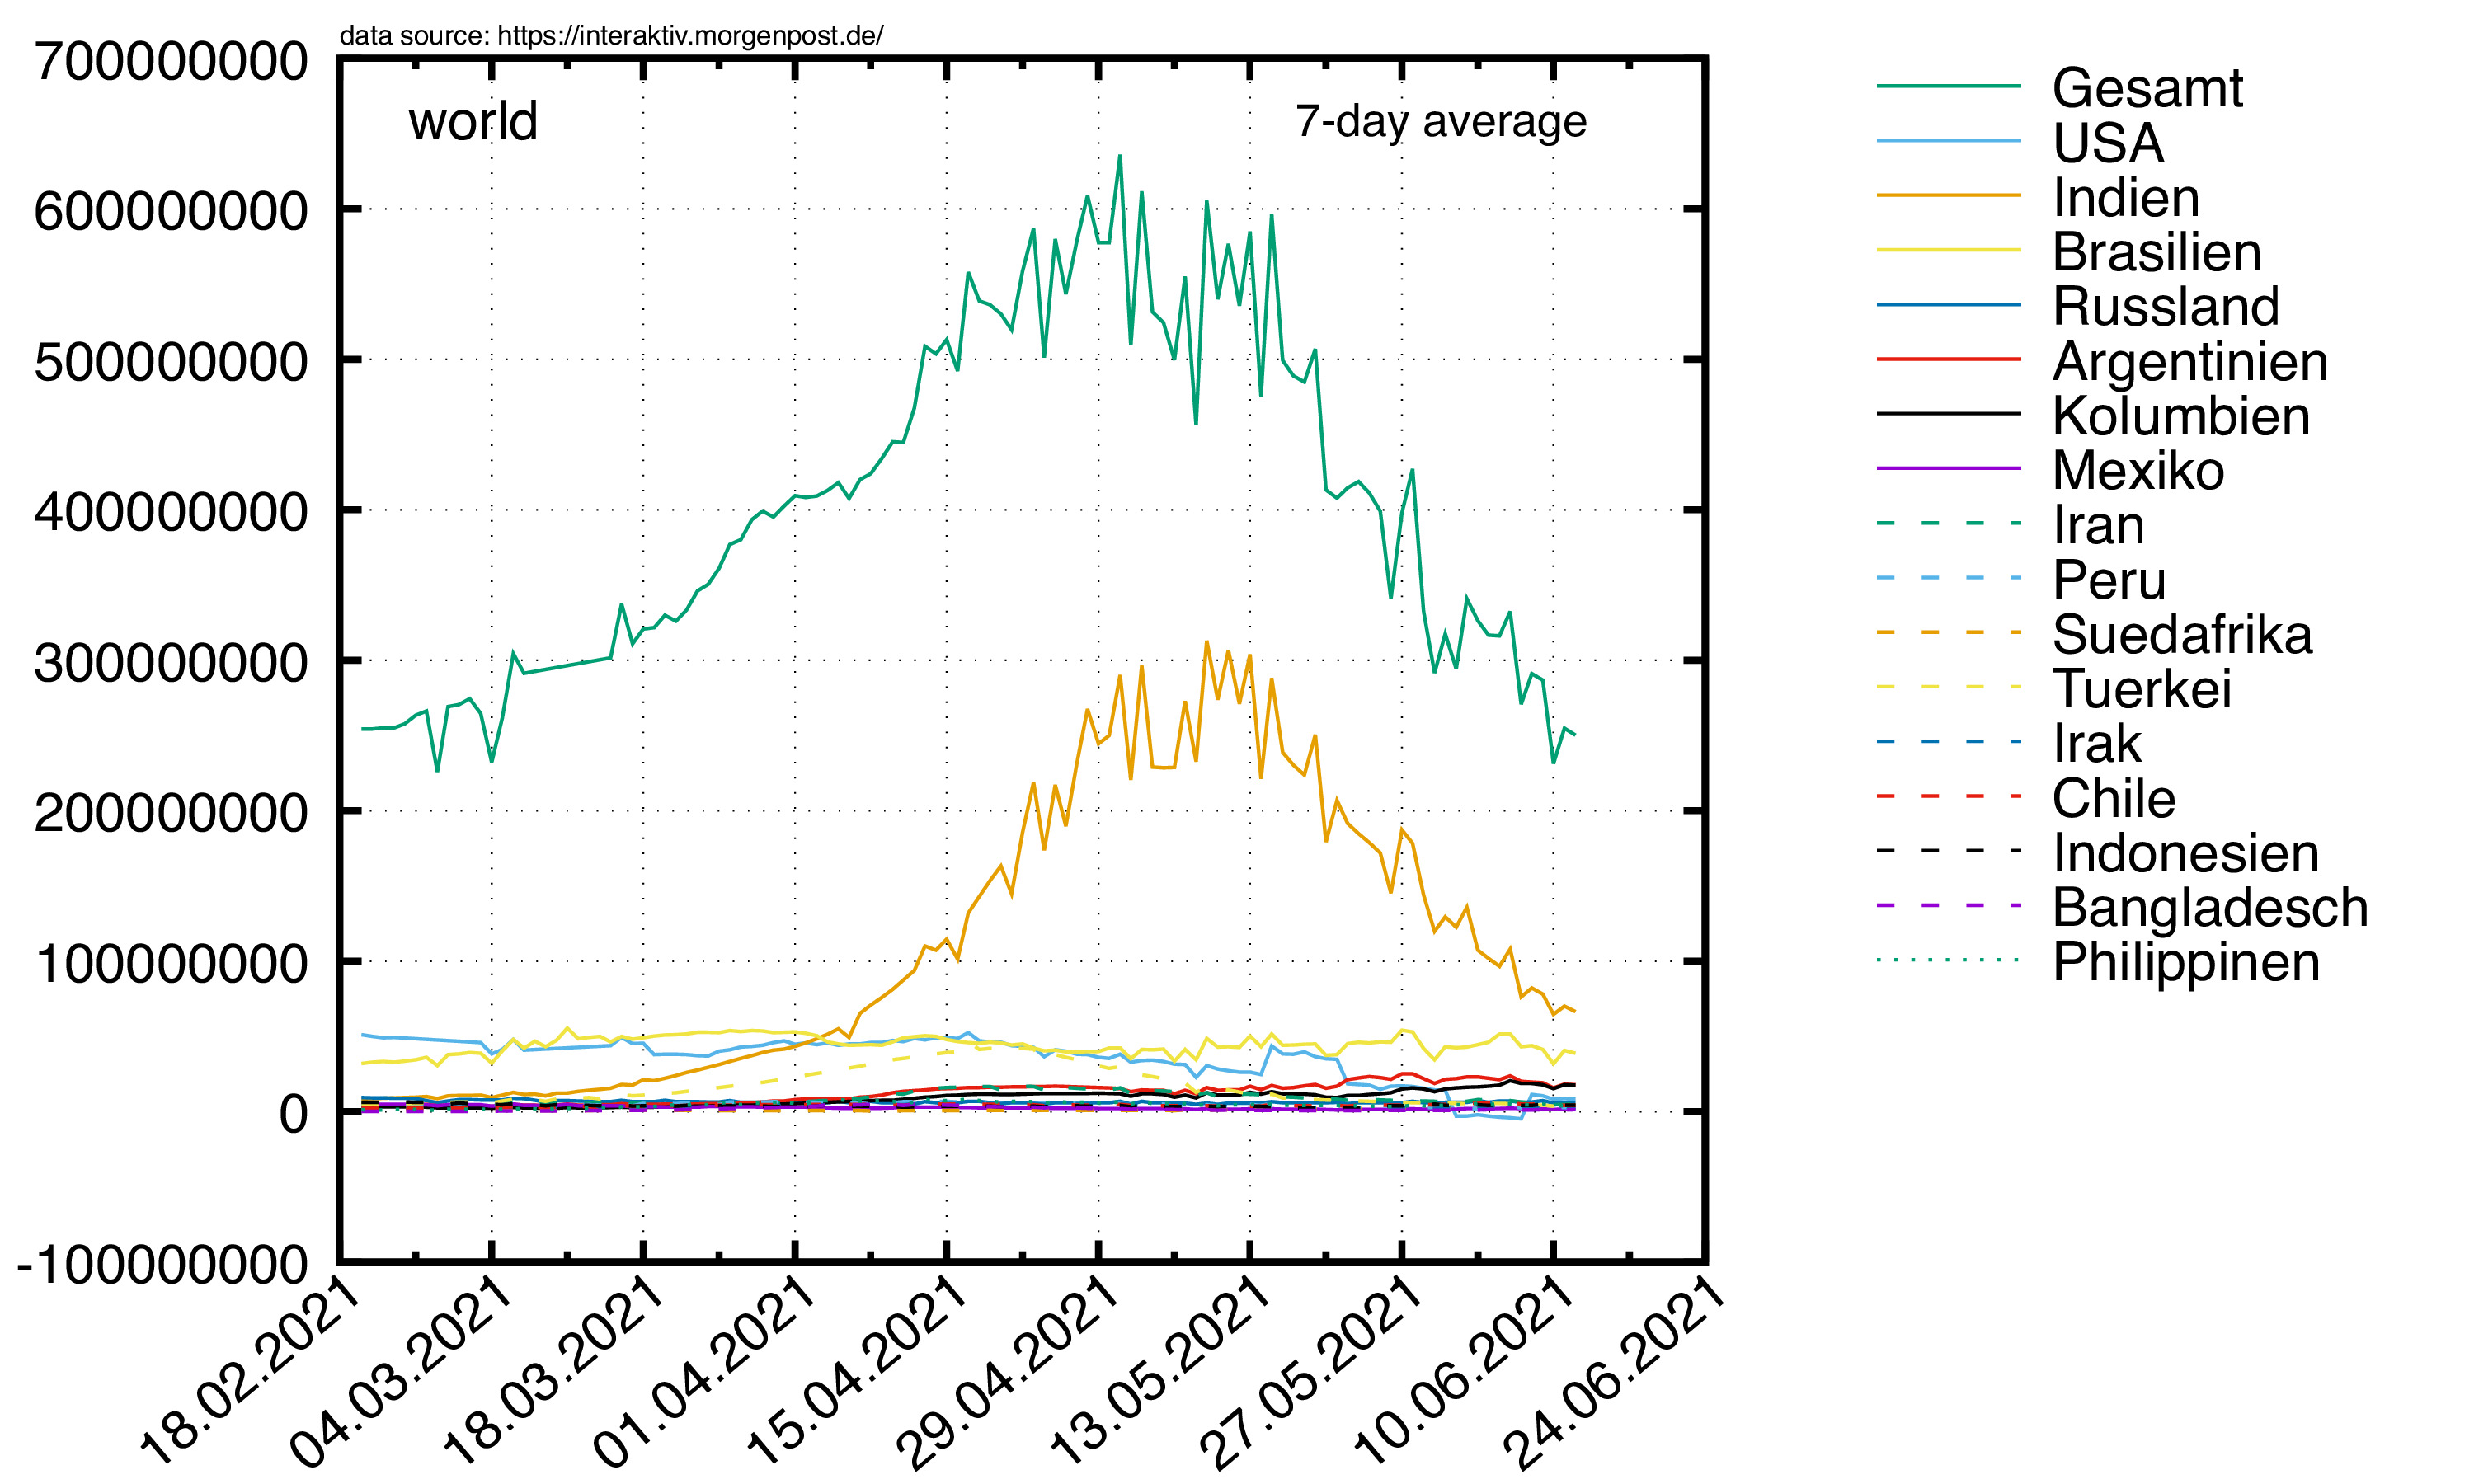 data source: https://interaktiv.morgenpost.de/
world
7-day average
700000000
600000000
500000000
400000000
300000000
200000000
100000000
0
-100000000
18.02.2021
04.03.2021
18.03.2021
01.04.2021
15.04.2021
29.04.2021
13.05.2021
27.05.2021
10.06.2021
24.06.2021
Gesamt
USA
Indien
Brasilien
Russland
Argentinien
Kolumbien
Mexiko
Iran
Peru
Suedafrika
Tuerkei
Irak
Chile
Indonesien
Bangladesch
Philippinen